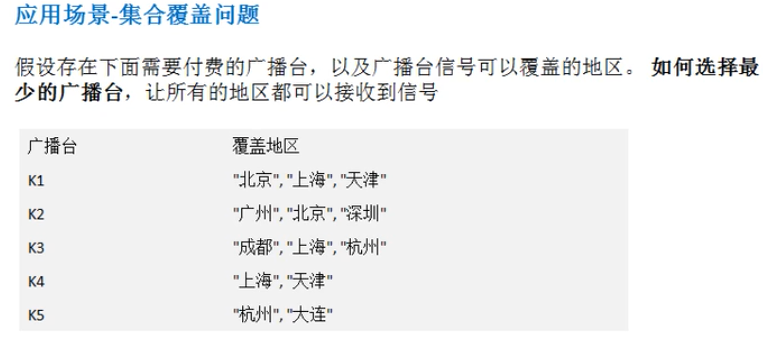 应用场景-集合覆盖问题
假设存在下面需要付费的广播台，以及广播台信号可以覆盖的地区。 如何选择最
少的广播台，让所有的地区都可以接收到信号
广播台 覆盖地区
K1 "北京", "上海", "天津"
K2 "广州", "北京", "深圳"
K3 "成都", "上海", "杭州"
K4 "上海", "天津"
K5 "杭州", "大连"